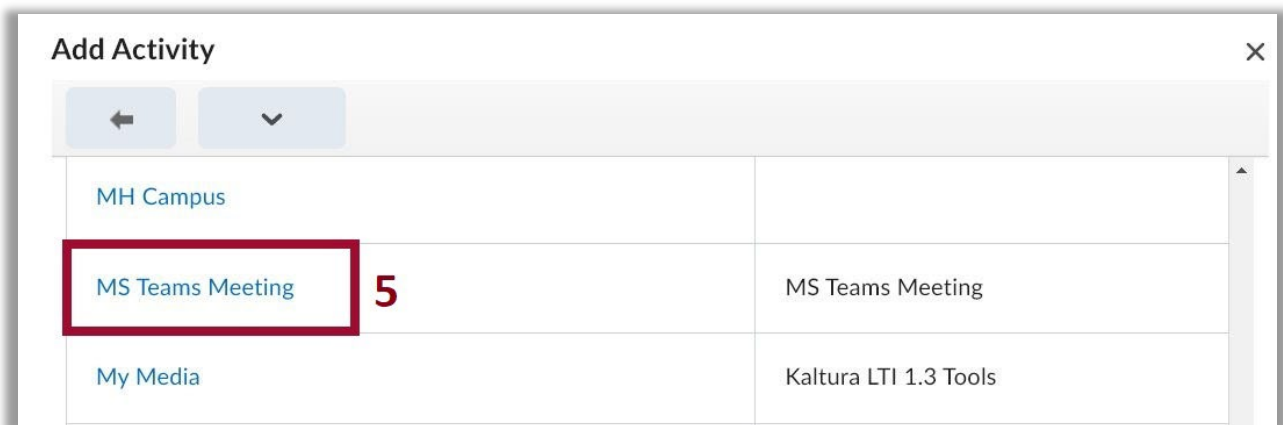 Add Activity
MH Campus
MS Teams Meeting 5 MS Teams Meeting
My Media Kaltura LTI 1.3 Tools